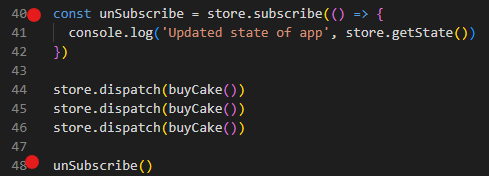 40 const unSubscribe = store.subscribe(() => {
41   console.log('Updated state of app', store.getState())
42 })
43
44 store.dispatch(buyCake())
45 store.dispatch(buyCake())
46 store.dispatch(buyCake())
47
48 unSubscribe()